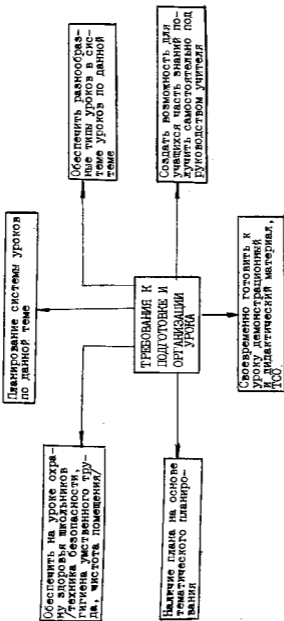 Планирование системы уроков
по данной теме
Обеспечить на уроке охра-
ну здоровья школьников
/техника безопасности,
гигиена умственного тру-
да, чистота помещения/
Обеспечить разнообраз-
ные типы уроков в сис-
теме уроков по данной
теме
ТРЕБОВАНИЯ К
ПОДГОТОВКЕ И
ОРГАНИЗАЦИИ
УРОКА
Наличие плана на основе
тематического планиро-
вания
Создать возможность для
учащихся часть знаний по-
лучить самостоятельно под
руководством учителя
Своевременно готовить к
уроку демонстрационный
и дидактический материал,
ТСО.